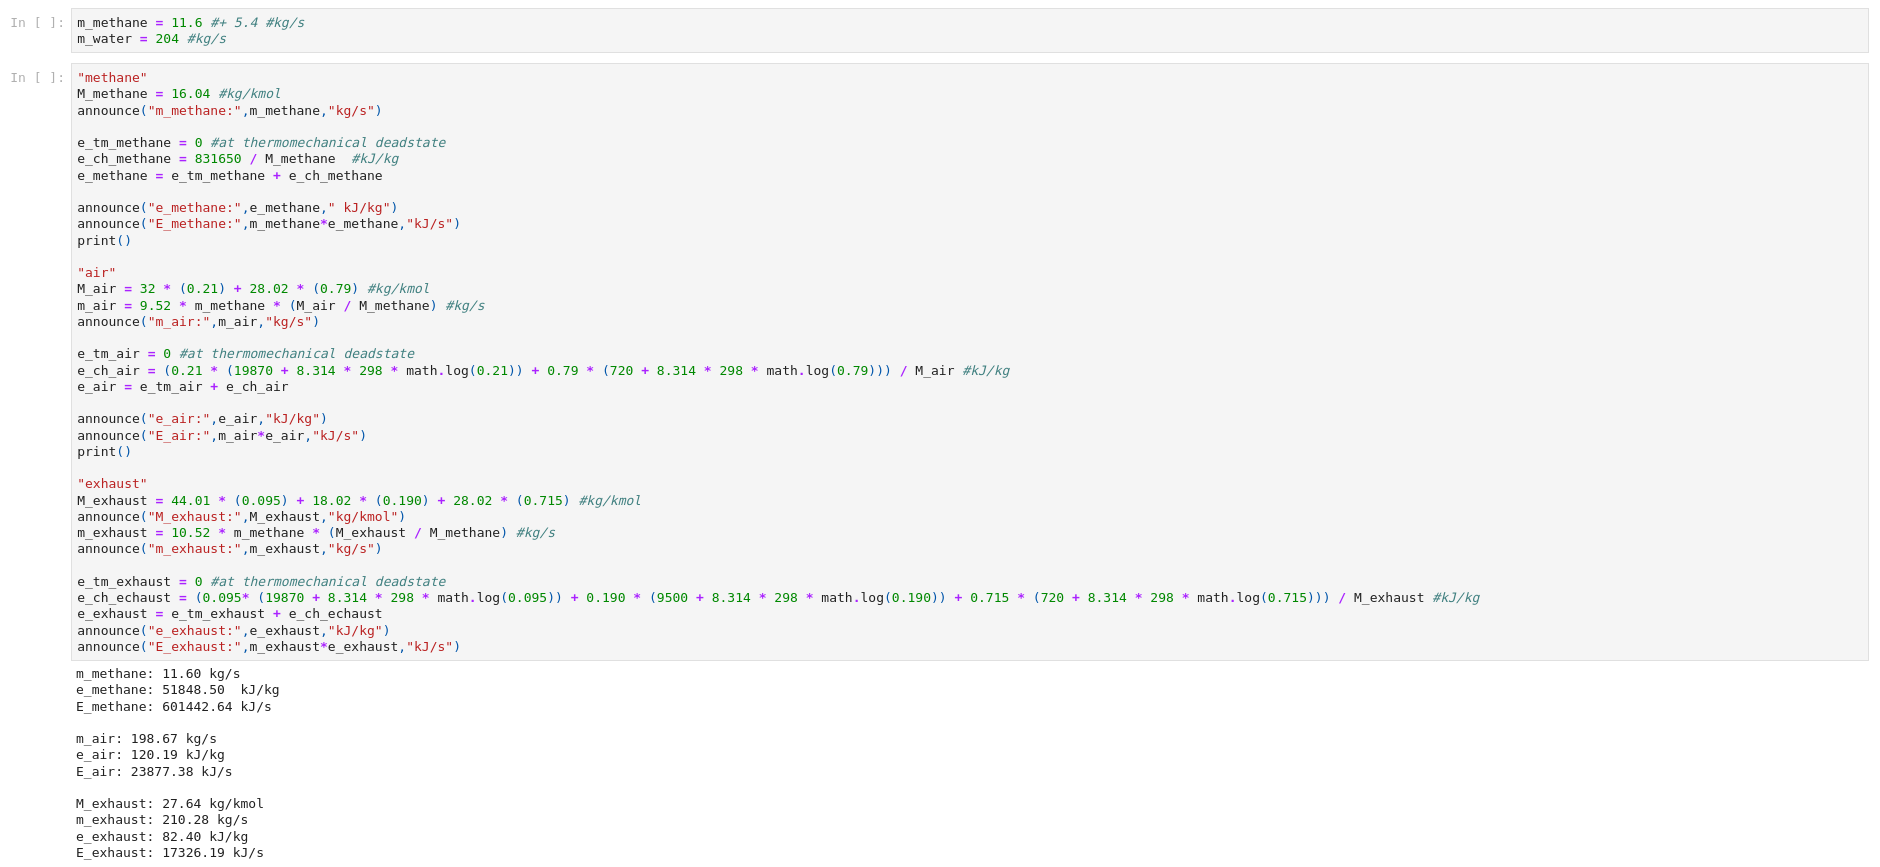 In [ ]:
m_methane = 11.6 #+ 5.4 #kg/s
m_water = 204 #kg/s
In [ ]:
"methane"
M_methane = 16.04 #kg/kmol
announce("m_methane:",m_methane,"kg/s")
e_tm_methane = 0 #at thermomechanical deadstate
e_ch_methane = 831650 / M_methane  #kJ/kg
e_methane = e_tm_methane + e_ch_methane
announce("e_methane:",e_methane," kJ/kg")
announce("E_methane:",m_methane*e_methane,"kJ/s")
print()
"air"
M_air = 32 * (0.21) + 28.02 * (0.79) #kg/kmol
m_air = 9.52 * m_methane * (M_air / M_methane) #kg/s
announce("m_air:",m_air,"kg/s")
e_tm_air = 0 #at thermomechanical deadstate
e_ch_air = (0.21 * (19870 + 8.314 * 298 * math.log(0.21)) + 0.79 * (720 + 8.314 * 298 * math.log(0.79))) / M_air #kJ/kg
e_air = e_tm_air + e_ch_air
announce("e_air:",e_air,"kJ/kg")
announce("E_air:",m_air*e_air,"kJ/s")
print()
"exhaust"
M_exhaust = 44.01 * (0.095) + 18.02 * (0.190) + 28.02 * (0.715) #kg/kmol
announce("M_exhaust:",M_exhaust,"kg/kmol")
m_exhaust = 10.52 * m_methane * (M_exhaust / M_methane) #kg/s
announce("m_exhaust:",m_exhaust,"kg/s")
e_tm_exhaust = 0 #at thermomechanical deadstate
e_ch_echaust = (0.095* (19870 + 8.314 * 298 * math.log(0.095)) + 0.190 * (9500 + 8.314 * 298 * math.log(0.190)) + 0.715 * (720 + 8.314 * 298 * math.log(0.715))) / M_exhaust #kJ/kg
e_exhaust = e_tm_exhaust + e_ch_echaust
announce("e_exhaust:",e_exhaust,"kJ/kg")
announce("E_exhaust:",m_exhaust*e_exhaust,"kJ/s")
m_methane: 11.60 kg/s
e_methane: 51848.50  kJ/kg
E_methane: 601442.64 kJ/s
m_air: 198.67 kg/s
e_air: 120.19 kJ/kg
E_air: 23877.38 kJ/s
M_exhaust: 27.64 kg/kmol
m_exhaust: 210.28 kg/s
e_exhaust: 82.40 kJ/kg
E_exhaust: 17326.19 kJ/s